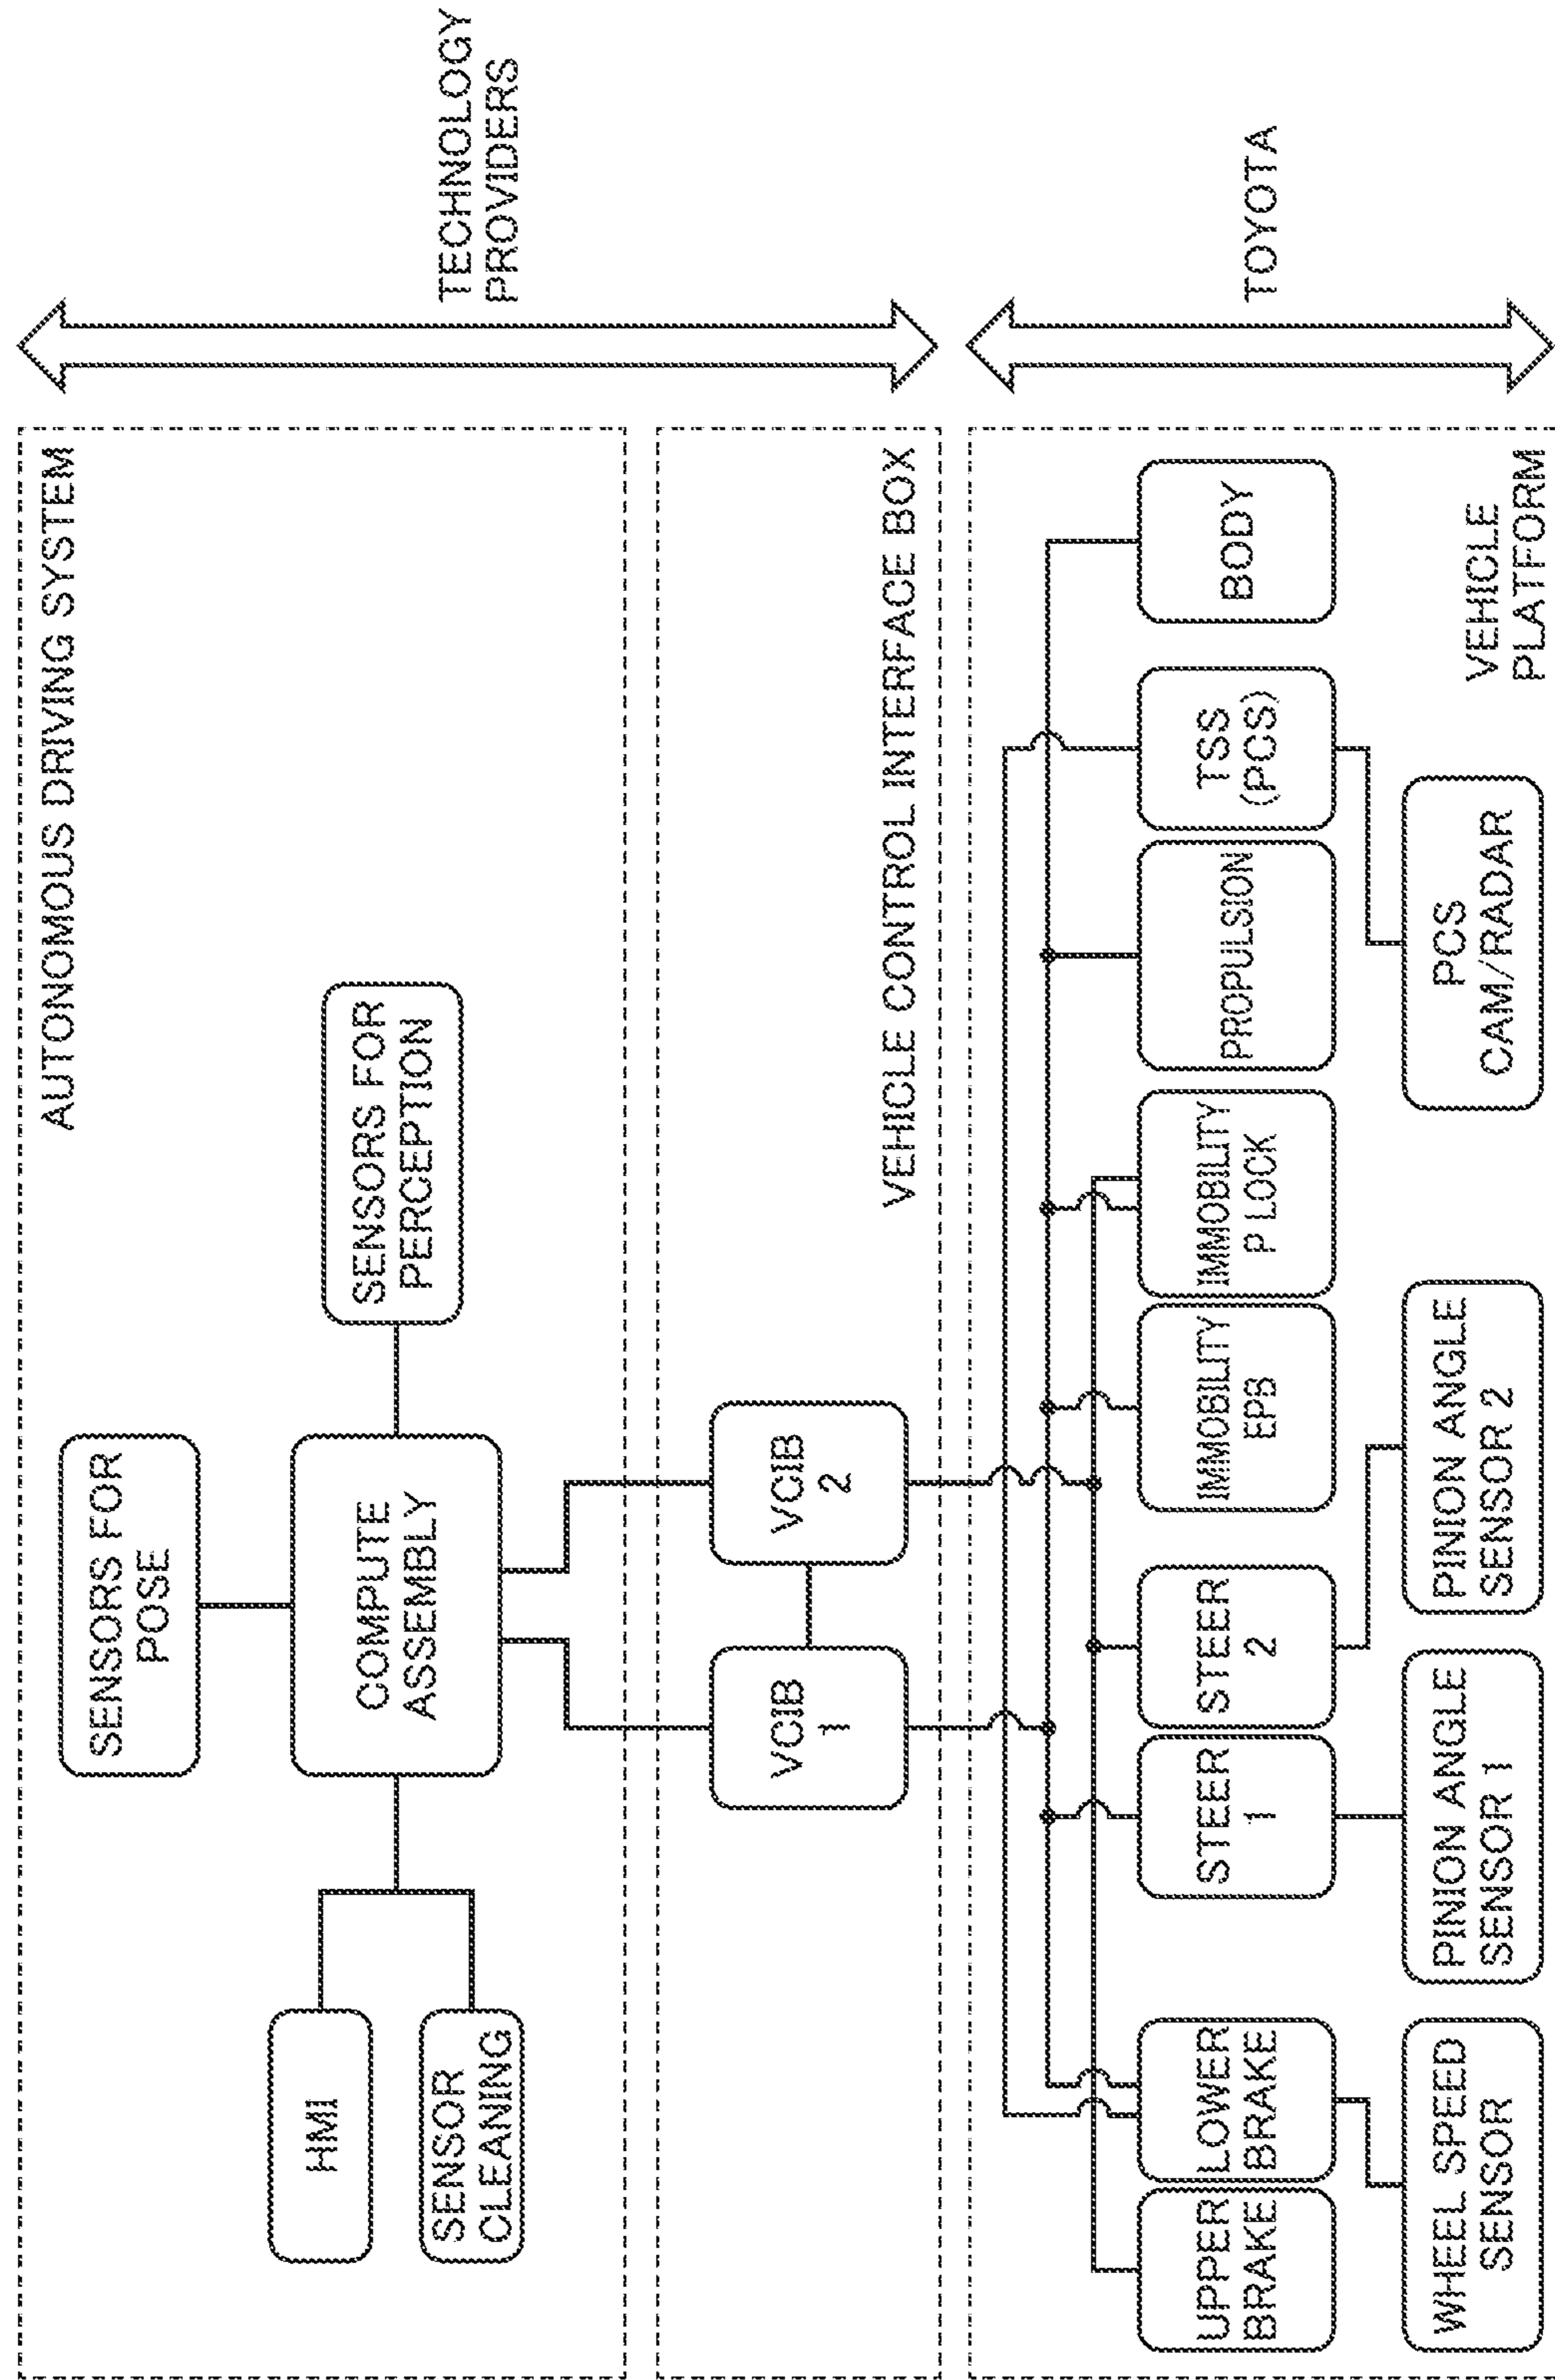 AUTONOMOUS DRIVING SYSTEM
SENSORS FOR
POSE
HMI
SENSOR
CLEANING
COMPUTE
ASSEMBLY
SENSORS FOR
PERCEPTION
TECHNOLOGY
PROVIDERS
VCIB
1
VCIB
2
VEHICLE CONTROL INTERFACE BOX
UPPER
BRAKE
LOWER
BRAKE
STEER
1
STEER
2
IMMOBILITY
EPB
IMMOBILITY
P LOCK
PROPULSION
TSS
(PCS)
BODY
TOYOTA
WHEEL SPEED
SENSOR
PINION ANGLE
SENSOR 1
PINION ANGLE
SENSOR 2
PCS
CAM/RADAR
VEHICLE
PLATFORM